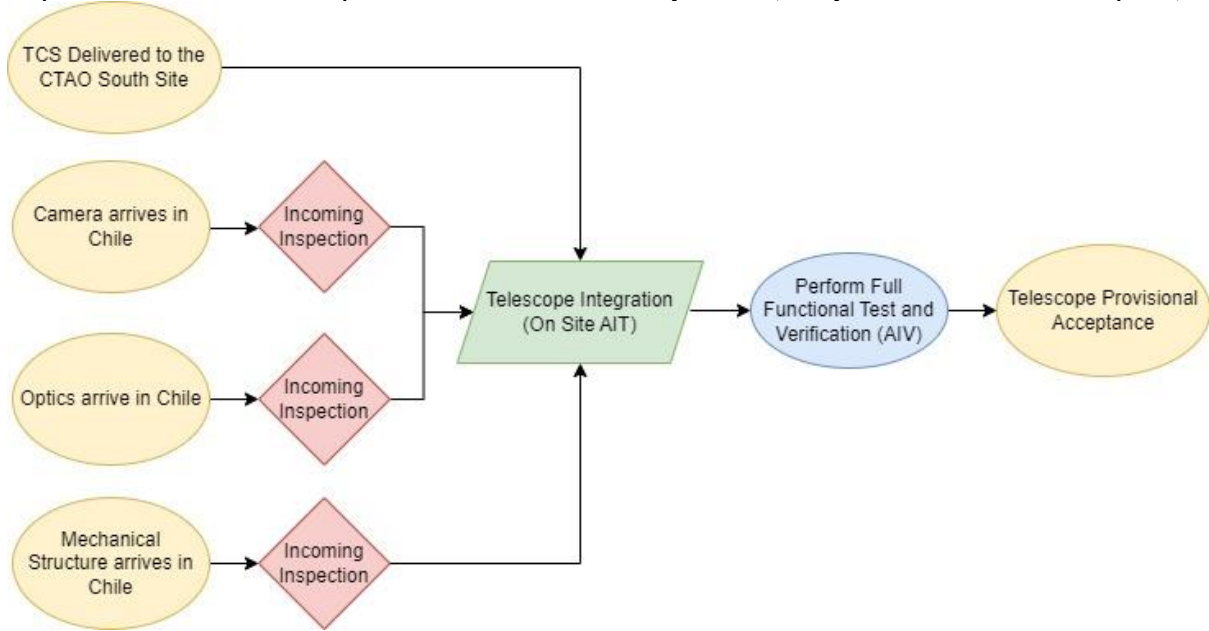 TCS Delivered to the
CTAO South Site
Camera arrives in
Chile
Incoming
Inspection
Optics arrive in Chile
Incoming
Inspection
Mechanical
Structure arrives in
Chile
Incoming
Inspection
Telescope Integration
(On Site AIT)
Perform Full
Functional Test and
Verification (AIV)
Telescope Provisional
Acceptance